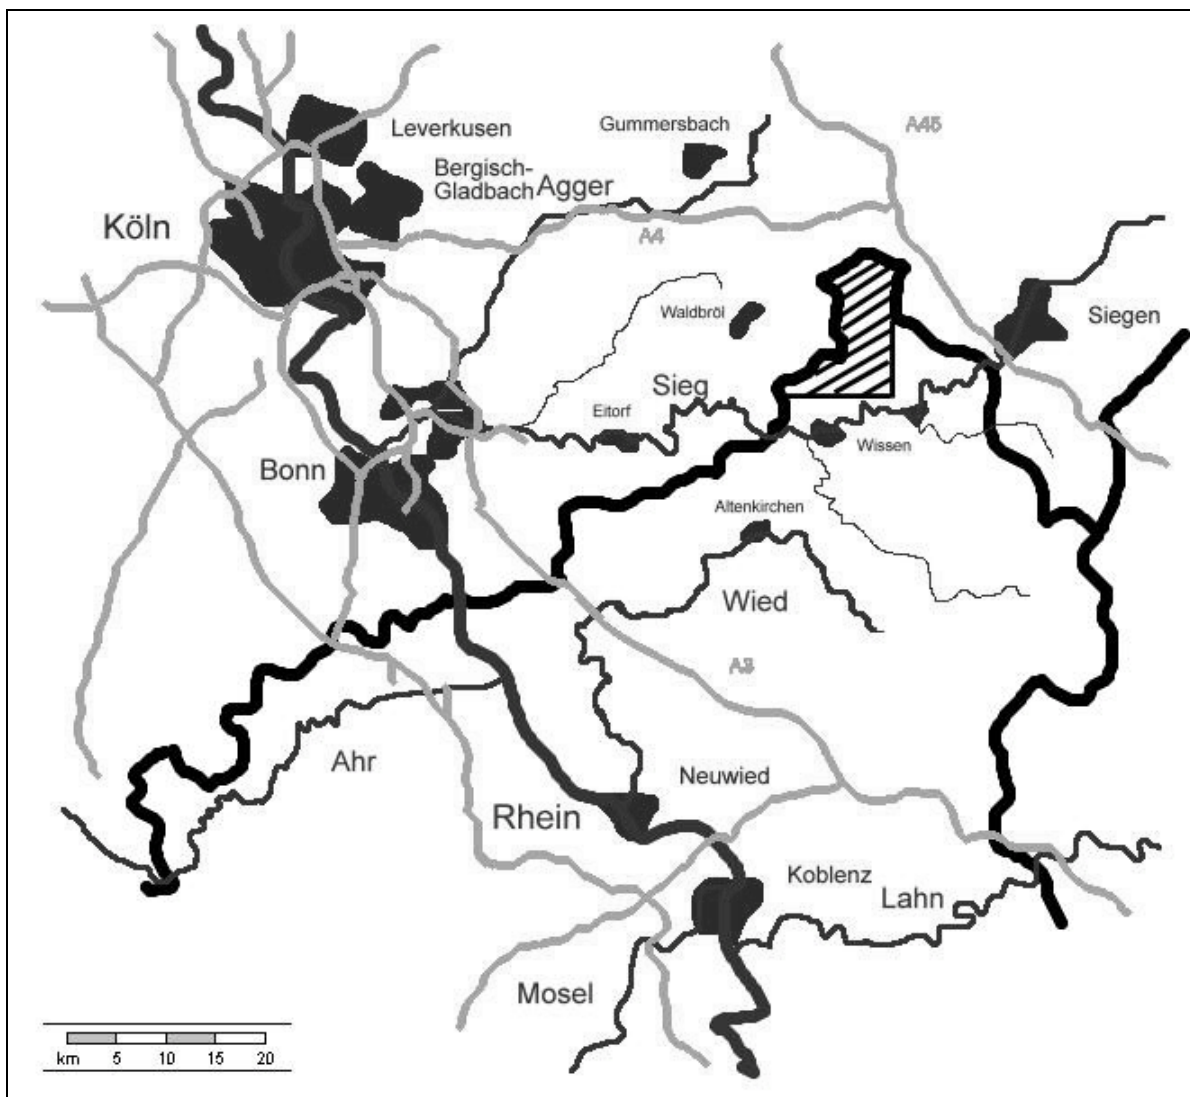 Leverkusen
Gummersbach
A45
Bergisch-
Gladbach
Agger
Köln
A4
Waldbröl
Siegen
Sieg
Eitorf
Wissen
Bonn
Altenkirchen
Wied
A3
Ahr
Neuwied
Rhein
Koblenz
Lahn
Mosel
km 5 10 15 20